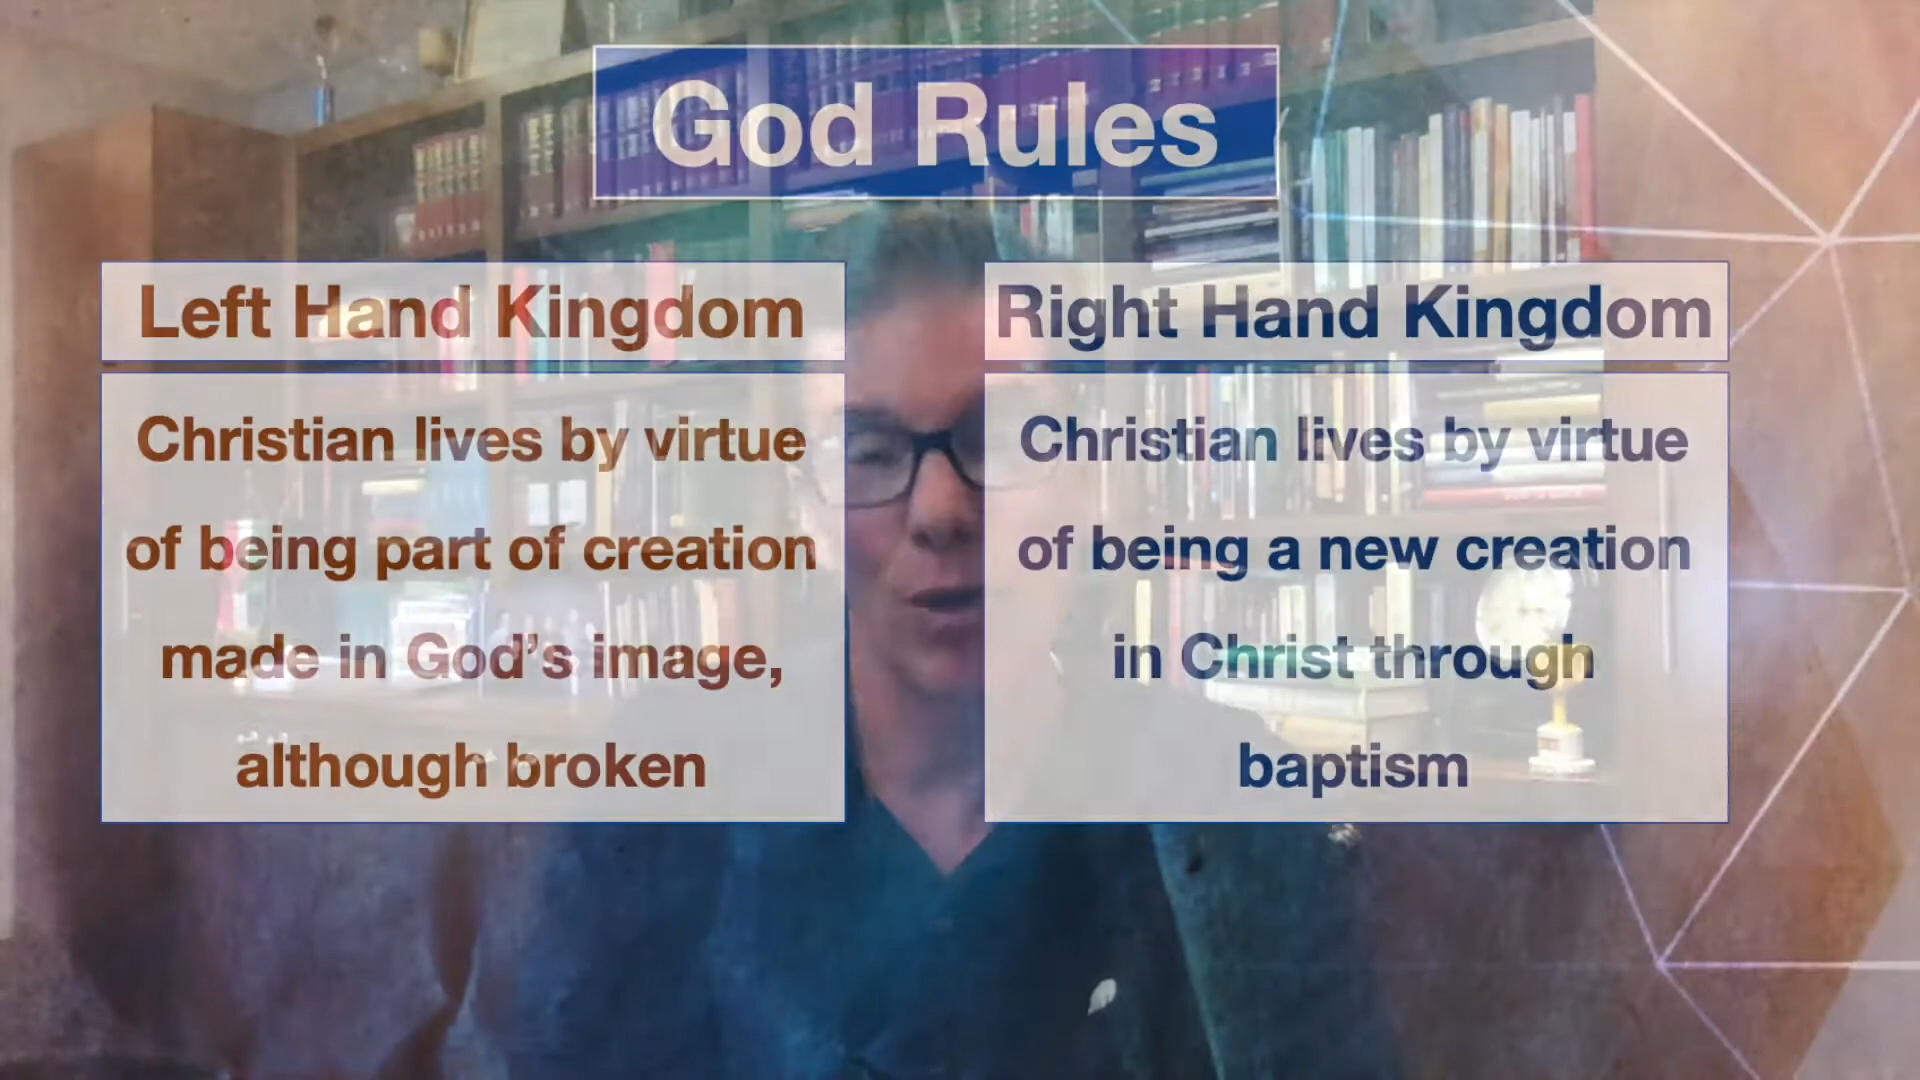 God Rules
Left Hand Kingdom
Christian lives by virtue
of being part of creation
made in God's image,
although broken
Right Hand Kingdom
Christian lives by virtue
of being a new creation
in Christ through
baptism